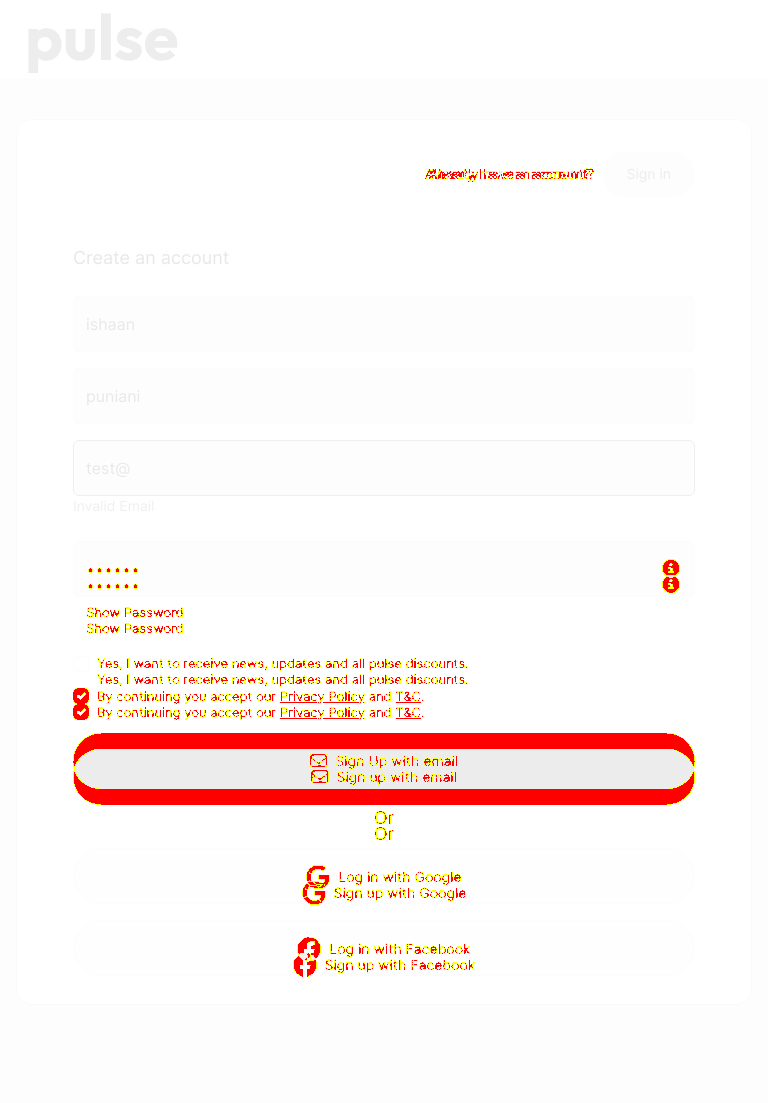 pulse
Already have an account?
Sign in
Create an account
ishaan
puniani
test@
Invalid Email
Show Password
Show Password
Yes, I want to receive news, updates and all pulse discounts.
Yes, I want to receive news, updates and all pulse discounts.
By continuing you accept our Privacy Policy and T&C.
By continuing you accept our Privacy Policy and T&C.
Sign Up with email
Sign up with email
Or
Or
Log in with Google
Sign up with Google
Log in with Facebook
Sign up with Facebook